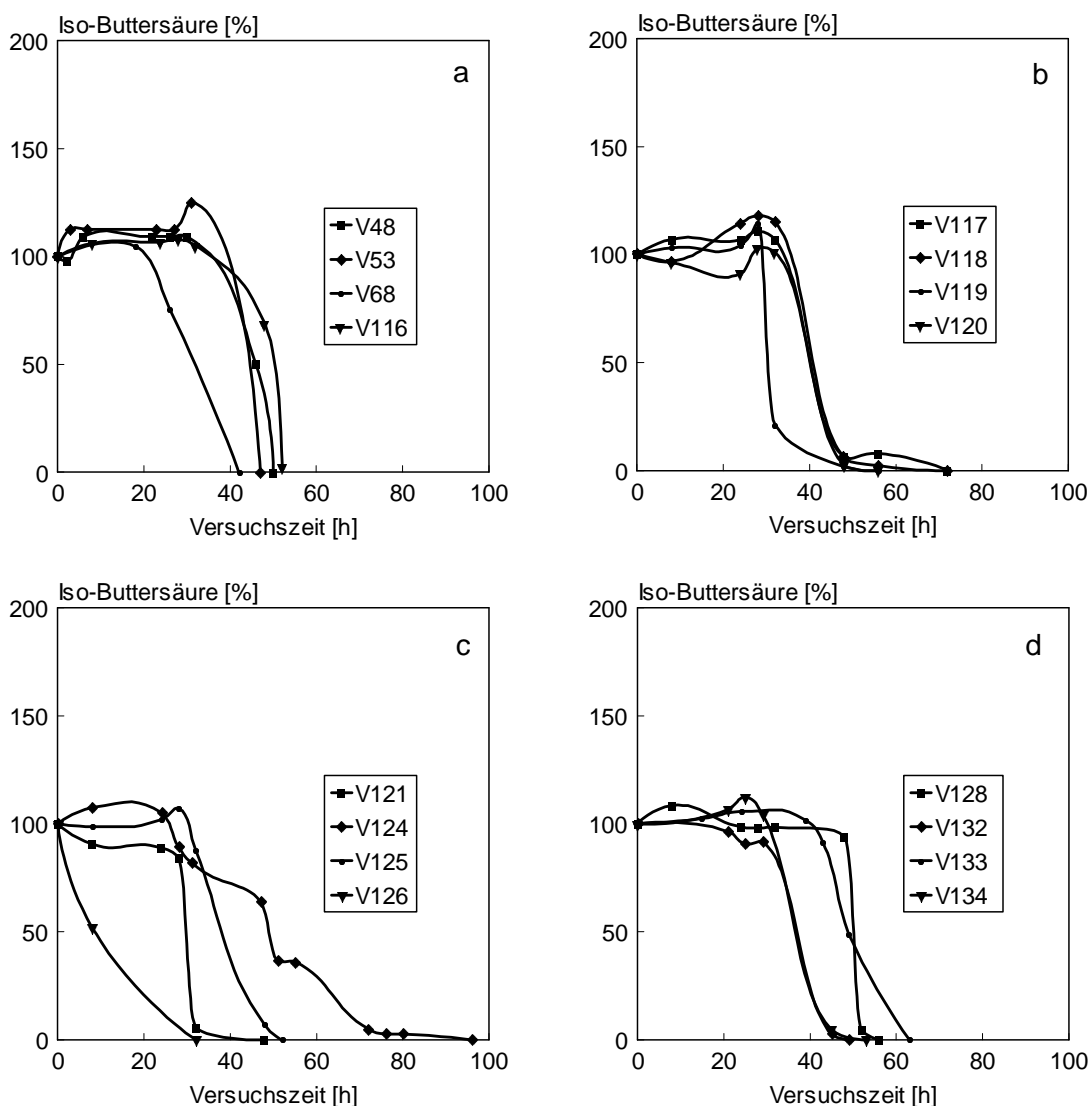 Iso-Buttersäure [%]
200
a
150
100
50
0
V48
V53
V68
V116
0 20 40 60 80 100
Versuchszeit [h]
Iso-Buttersäure [%]
200
b
150
100
50
0
V117
V118
V119
V120
0 20 40 60 80 100
Versuchszeit [h]
Iso-Buttersäure [%]
200
c
150
100
50
0
V121
V124
V125
V126
0 20 40 60 80 100
Versuchszeit [h]
Iso-Buttersäure [%]
200
d
150
100
50
0
V128
V132
V133
V134
0 20 40 60 80 100
Versuchszeit [h]